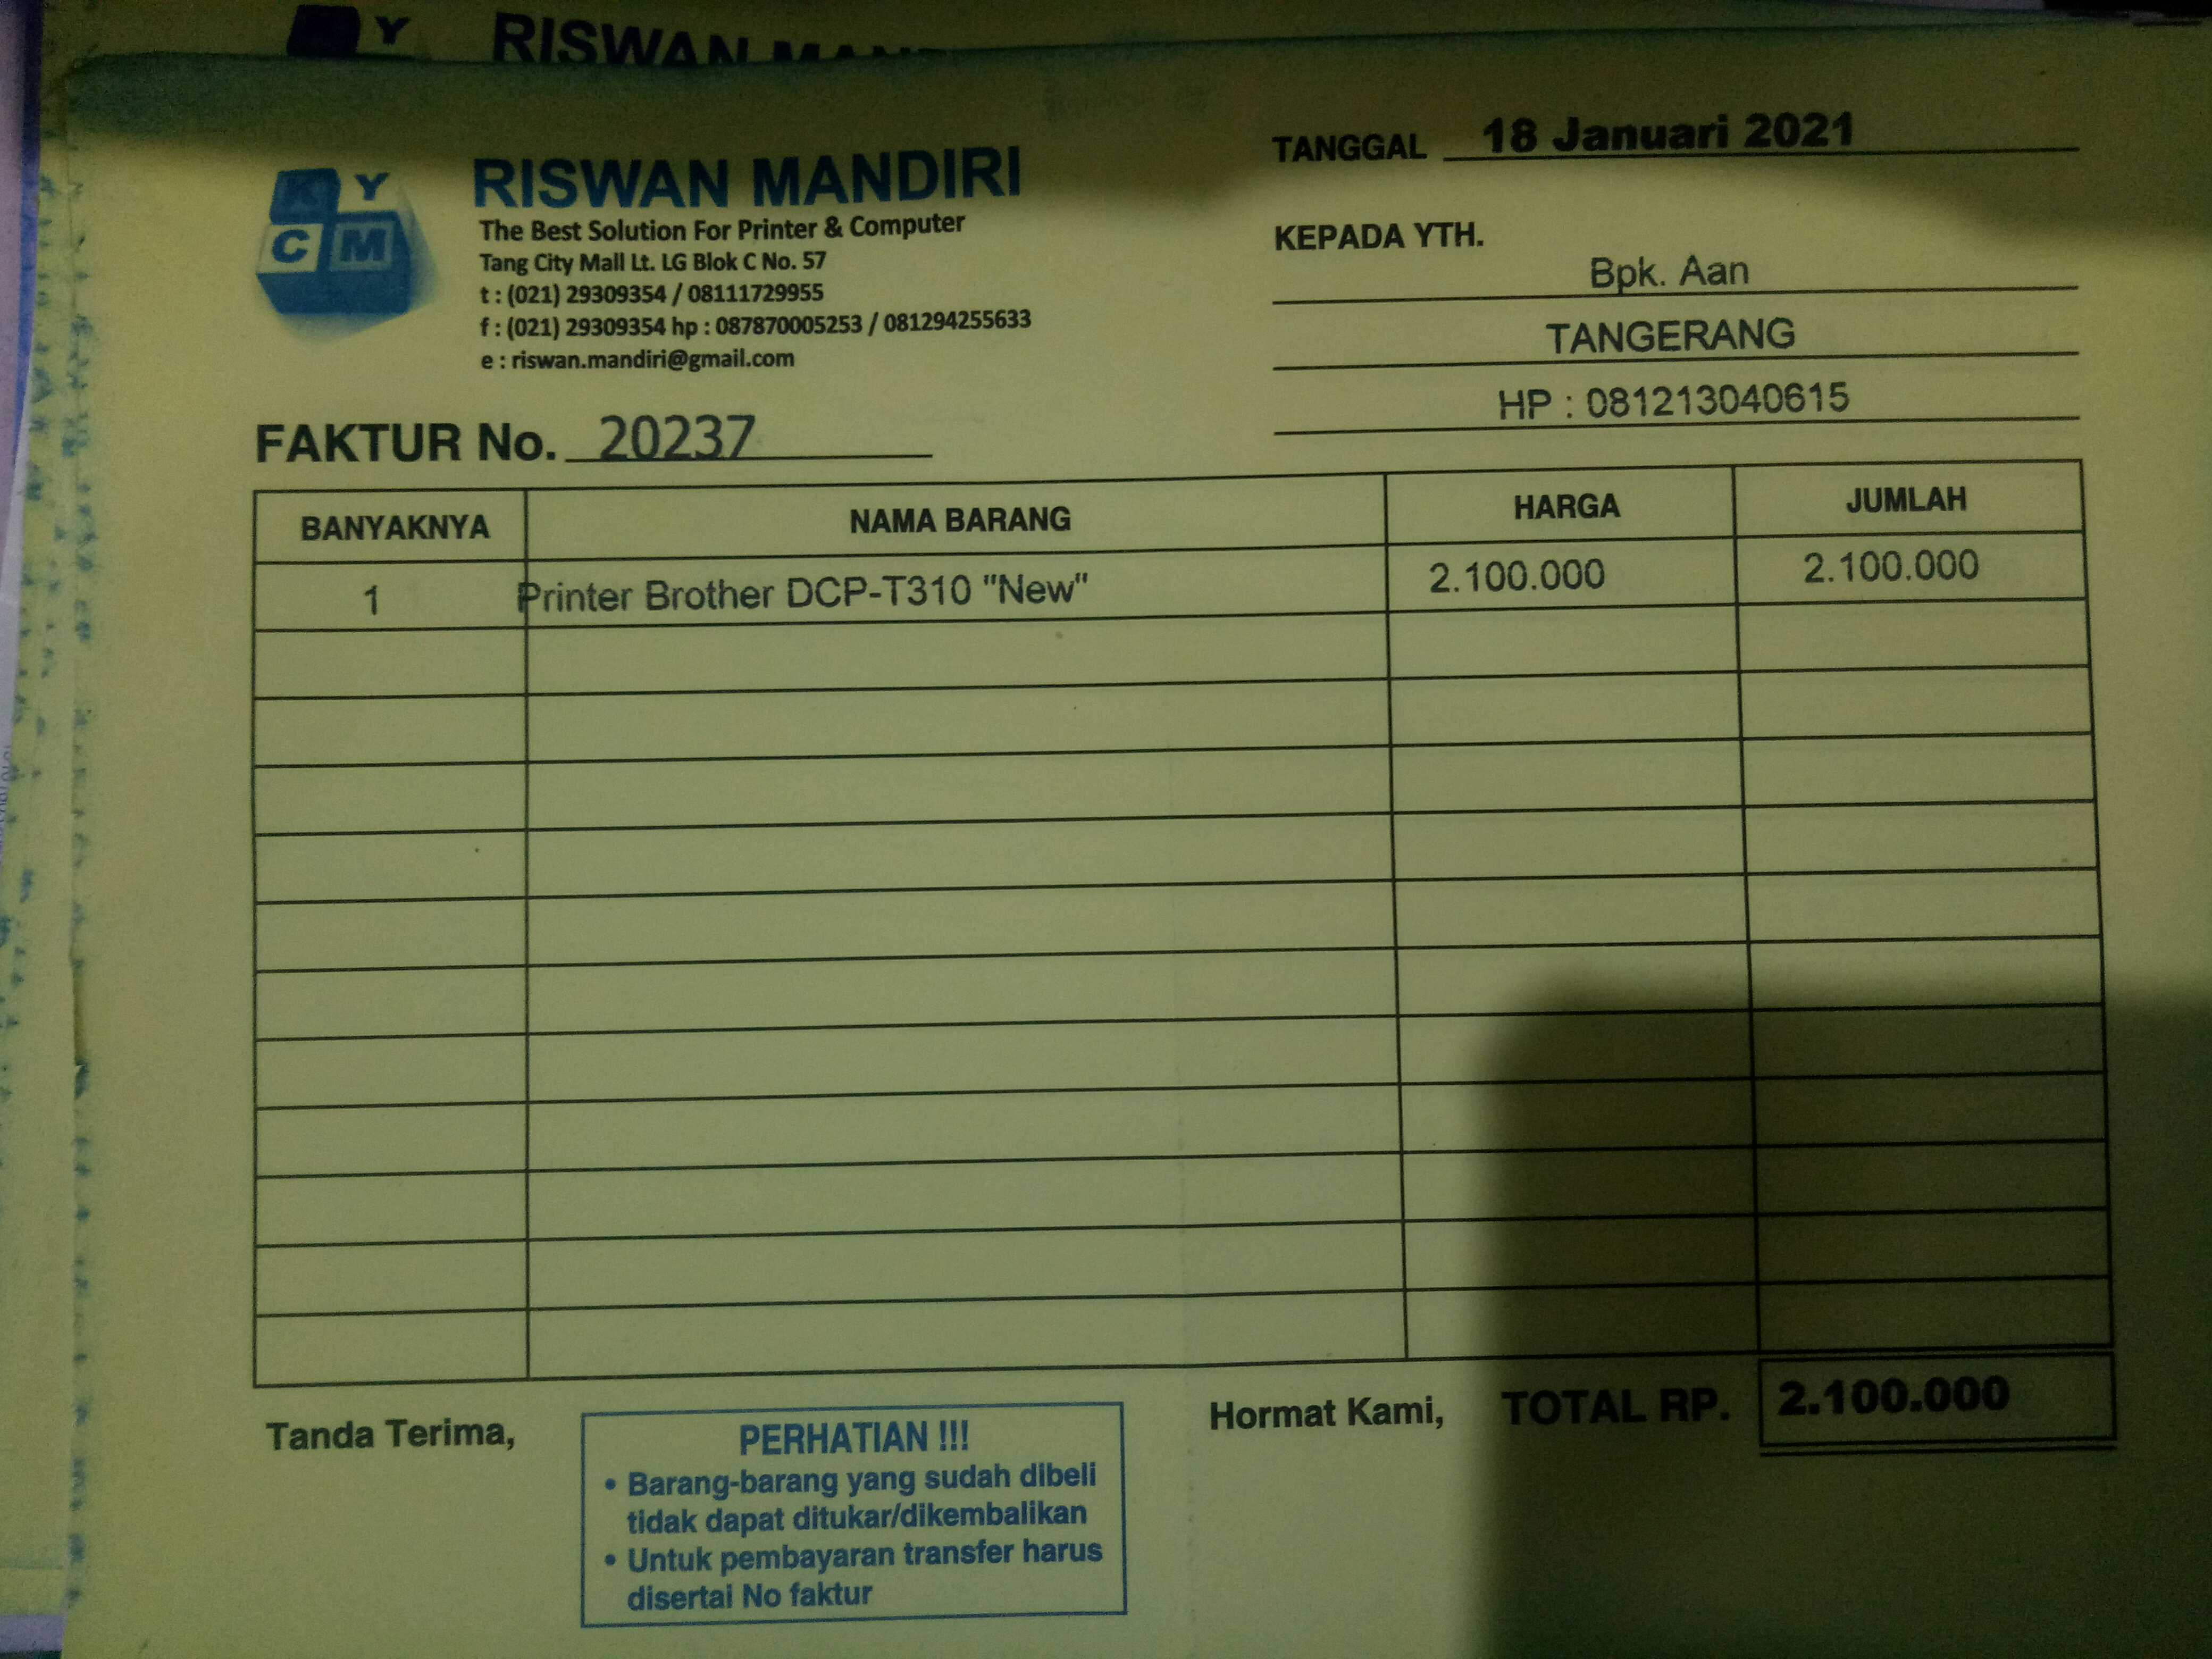 Y
RISWAN
K Y
C M
RISWAN MANDIRI
The Best Solution For Printer & Computer
Tang City Mall Lt. LG Blok C No. 57
t : (021) 29309354 / 08111729955
f : (021) 29309354 hp : 087870005253 / 081294255633
e : riswan.mandiri@gmail.com
TANGGAL 18 Januari 2021
KEPADA YTH.
Bpk. Aan
TANGERANG
HP : 081213040615
FAKTUR No. 20237
BANYAKNYA NAMA BARANG HARGA JUMLAH
1 Printer Brother DCP-T310 "New" 2.100.000 2.100.000
Tanda Terima,
PERHATIAN !!!
• Barang-barang yang sudah dibeli
tidak dapat ditukar/dikembalikan
• Untuk pembayaran transfer harus
disertai No faktur
Hormat Kami,
TOTAL RP. 2.100.000